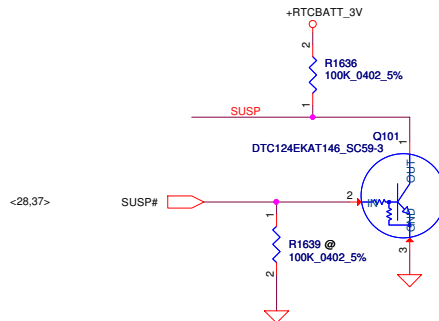 +RTCBATT_3V
2
R1636
100K_0402_5%
1
SUSP
Q101
DTC124EKAT146_SC59-3
1
OUT
<28,37>
SUSP#
2
IN
GND
1
R1639 @
100K_0402_5%
2
3